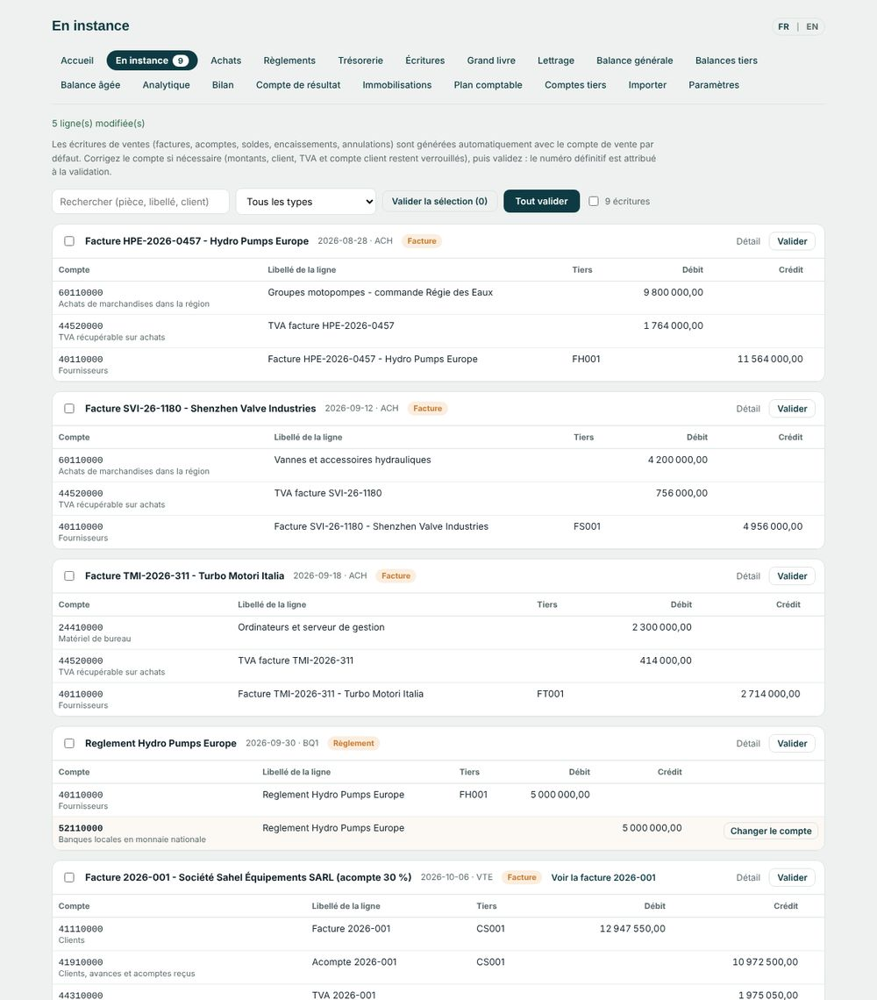 En instance
FR | EN
Accueil En instance 9 Achats Règlements Trésorerie Écritures Grand livre Lettrage Balance générale Balances tiers
Balance âgée Analytique Bilan Compte de résultat Immobilisations Plan comptable Comptes tiers Importer Paramètres
5 ligne(s) modifiée(s)
Les écritures de ventes (factures, acomptes, soldes, encaissements, annulations) sont générées automatiquement avec le compte de vente par
défaut. Corrigez le compte si nécessaire (montants, client, TVA et compte client restent verrouillés), puis validez : le numéro définitif est attribué
à la validation.
Rechercher (pièce, libellé, client) Tous les types Valider la sélection (0) Tout valider 9 écritures
Facture HPE-2026-0457 - Hydro Pumps Europe 2026-08-28 · ACH Facture Détail Valider
Compte Libellé de la ligne Tiers Débit Crédit
60110000 Groupes motopompes - commande Régie des Eaux 9 800 000,00
Achats de marchandises dans la région
44520000 TVA facture HPE-2026-0457 1 764 000,00
TVA récupérable sur achats
40110000 Facture HPE-2026-0457 - Hydro Pumps Europe FH001 11 564 000,00
Fournisseurs
Facture SVI-26-1180 - Shenzhen Valve Industries 2026-09-12 · ACH Facture Détail Valider
Compte Libellé de la ligne Tiers Débit Crédit
60110000 Vannes et accessoires hydrauliques 4 200 000,00
Achats de marchandises dans la région
44520000 TVA facture SVI-26-1180 756 000,00
TVA récupérable sur achats
40110000 Facture SVI-26-1180 - Shenzhen Valve Industries FS001 4 956 000,00
Fournisseurs
Facture TMI-2026-311 - Turbo Motori Italia 2026-09-18 · ACH Facture Détail Valider
Compte Libellé de la ligne Tiers Débit Crédit
24410000 Ordinateurs et serveur de gestion 2 300 000,00
Matériel de bureau
44520000 TVA facture TMI-2026-311 414 000,00
TVA récupérable sur achats
40110000 Facture TMI-2026-311 - Turbo Motori Italia FT001 2 714 000,00
Fournisseurs
Reglement Hydro Pumps Europe 2026-09-30 · BQ1 Règlement Détail Valider
Compte Libellé de la ligne Tiers Débit Crédit
40110000 Reglement Hydro Pumps Europe FH001 5 000 000,00
Fournisseurs
52110000 Reglement Hydro Pumps Europe 5 000 000,00 Changer le compte
Banques locales en monnaie nationale
Facture 2026-001 - Société Sahel Équipements SARL (acompte 30 %) 2026-10-06 · VTE Facture Voir la facture 2026-001 Détail Valider
Compte Libellé de la ligne Tiers Débit Crédit
41110000 Facture 2026-001 CS001 12 947 550,00
Clients
41910000 Acompte 2026-001 CS001 10 972 500,00
Clients, avances et acomptes reçus
44310000 TVA 2026-001 1 975 050,00